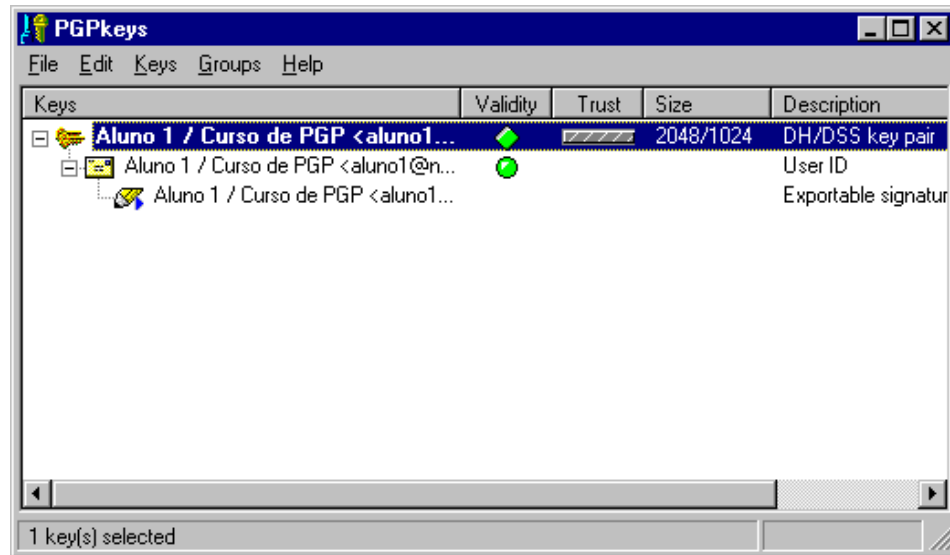 PGPkeys
File Edit Keys Groups Help
Keys Validity Trust Size Description
Aluno 1 / Curso de PGP <aluno1... 2048/1024 DH/DSS key pair
Aluno 1 / Curso de PGP <aluno1@n... User ID
Aluno 1 / Curso de PGP <aluno1... Exportable signatur
1 key(s) selected